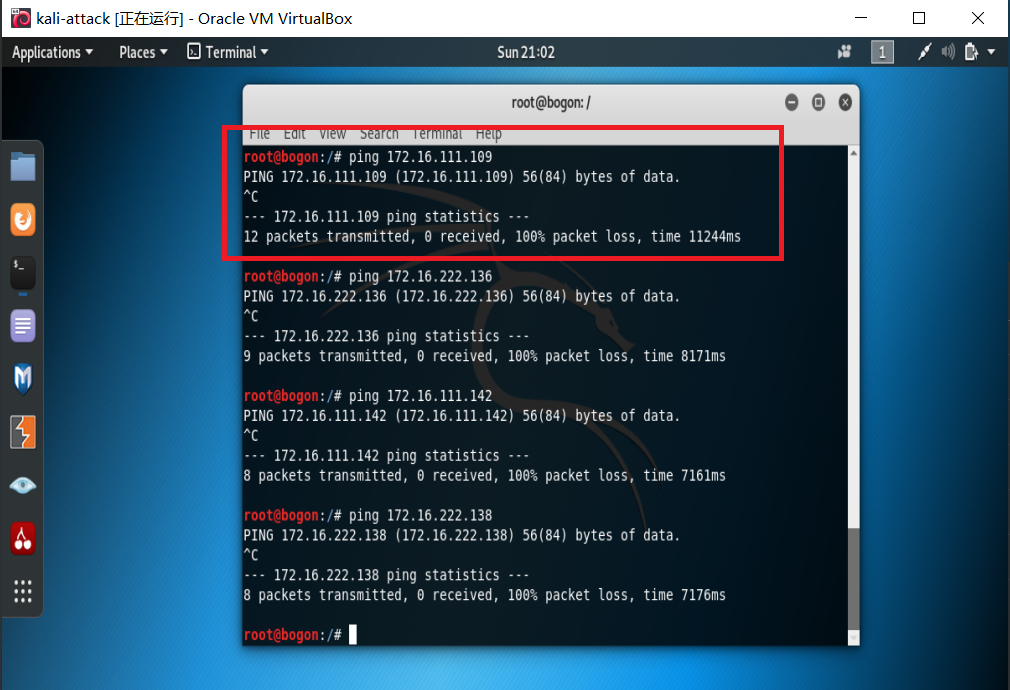 kali-attack [正在运行] - Oracle VM VirtualBox
Applications Places Terminal Sun 21:02 1
root@bogon: /
File Edit View Search Terminal Help
root@bogon:/# ping 172.16.111.109
PING 172.16.111.109 (172.16.111.109) 56(84) bytes of data.
^C
--- 172.16.111.109 ping statistics ---
12 packets transmitted, 0 received, 100% packet loss, time 11244ms
root@bogon:/# ping 172.16.222.136
PING 172.16.222.136 (172.16.222.136) 56(84) bytes of data.
^C
--- 172.16.222.136 ping statistics ---
9 packets transmitted, 0 received, 100% packet loss, time 8171ms
root@bogon:/# ping 172.16.111.142
PING 172.16.111.142 (172.16.111.142) 56(84) bytes of data.
^C
--- 172.16.111.142 ping statistics ---
8 packets transmitted, 0 received, 100% packet loss, time 7161ms
root@bogon:/# ping 172.16.222.138
PING 172.16.222.138 (172.16.222.138) 56(84) bytes of data.
^C
--- 172.16.222.138 ping statistics ---
8 packets transmitted, 0 received, 100% packet loss, time 7176ms
root@bogon:/#